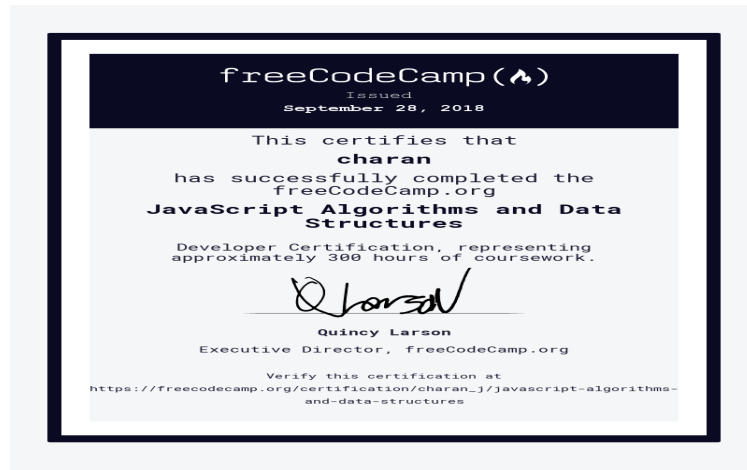 freeCodeCamp(🔥)
Issued
September 28, 2018
This certifies that
charan
has successfully completed the
freeCodeCamp.org
JavaScript Algorithms and Data
Structures
Developer Certification, representing
approximately 300 hours of coursework.
Q Larson
Quincy Larson
Executive Director, freeCodeCamp.org
Verify this certification at
https://freecodecamp.org/certification/charan_j/javascript-algorithms-
and-data-structures